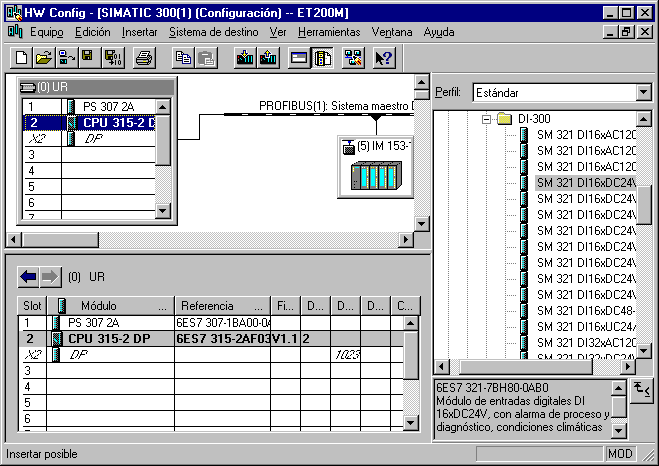 HW Config - [SIMATIC 300(1) (Configuración) -- ET200M]
Equipo Edición Insertar Sistema de destino Ver Herramientas Ventana Ayuda
(0) UR
1 PS 307 2A
2 CPU 315-2 D
X2 DP
3
4
5
6
7
PROFIBUS(1): Sistema maestro D
(5) IM 153-1
Perfil: Estándar
DI-300
SM 321 DI16xAC120
SM 321 DI16xAC120
SM 321 DI16xAC120
SM 321 DI16xDC24V
SM 321 DI16xDC24V
SM 321 DI16xDC24V
SM 321 DI16xDC24V
SM 321 DI16xDC24V
SM 321 DI16xDC24V
SM 321 DI16xDC24V
SM 321 DI16xDC24V
SM 321 DI16xDC48-
SM 321 DI16xUC24/
SM 321 DI32xAC120
SM 321 DI32xDC24V
(0) UR
Slot Módulo ... Referencia ... Fi... D... D... D... C...
1 PS 307 2A 6ES7 307-1BA00-0A
2 CPU 315-2 DP 6ES7 315-2AF03 V1.1 2
X2 DP 1023
3
4
5
6
6ES7 321-7BH80-0AB0
Módulo de entradas digitales DI
16xDC24V, con alarma de proceso y
diagnóstico, condiciones climáticas
Insertar posible MOD